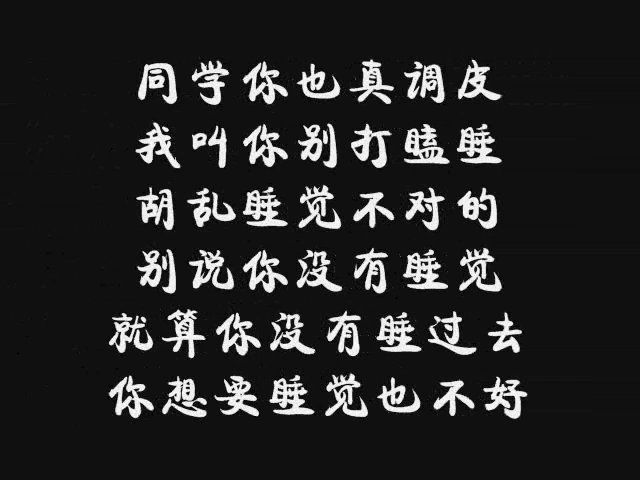 同学你也真调皮
我叫你别打瞌睡
胡乱睡觉不对的
别说你没有睡觉
就算你没有睡过去
你想要睡觉也不好